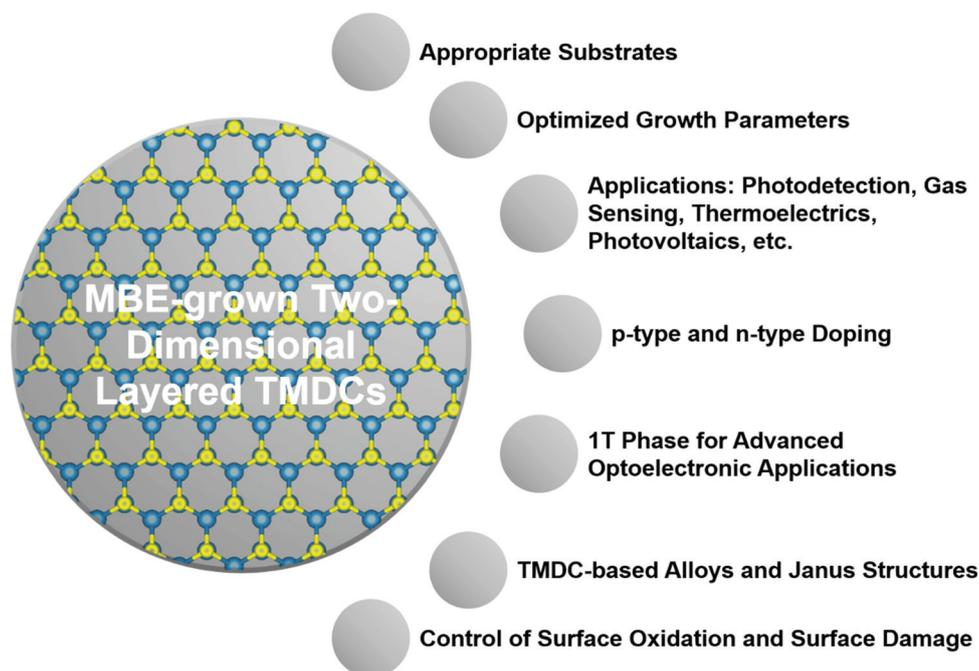 Appropriate Substrates
Optimized Growth Parameters
Applications: Photodetection, Gas
Sensing, Thermoelectrics,
Photovoltaics, etc.
MBE-grown Two-
Dimensional
Layered TMDCs
p-type and n-type Doping
1T Phase for Advanced
Optoelectronic Applications
TMDC-based Alloys and Janus Structures
Control of Surface Oxidation and Surface Damage